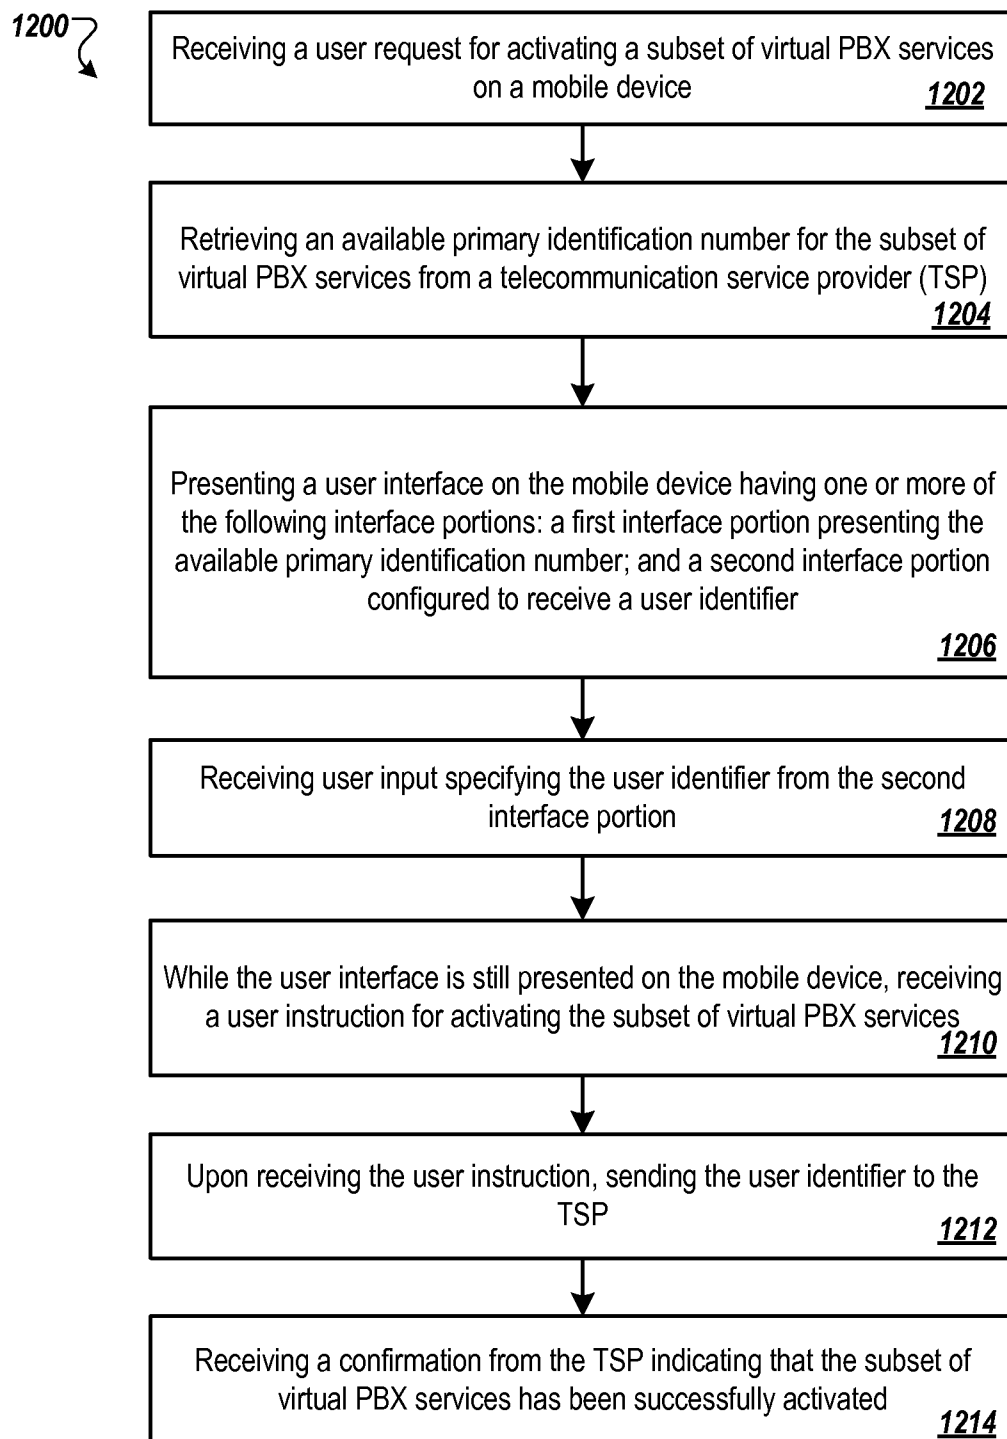 1200
Receiving a user request for activating a subset of virtual PBX services
on a mobile device
1202
Retrieving an available primary identification number for the subset of
virtual PBX services from a telecommunication service provider (TSP)
1204
Presenting a user interface on the mobile device having one or more of
the following interface portions: a first interface portion presenting the
available primary identification number; and a second interface portion
configured to receive a user identifier
1206
Receiving user input specifying the user identifier from the second
interface portion
1208
While the user interface is still presented on the mobile device, receiving
a user instruction for activating the subset of virtual PBX services
1210
Upon receiving the user instruction, sending the user identifier to the
TSP
1212
Receiving a confirmation from the TSP indicating that the subset of
virtual PBX services has been successfully activated
1214